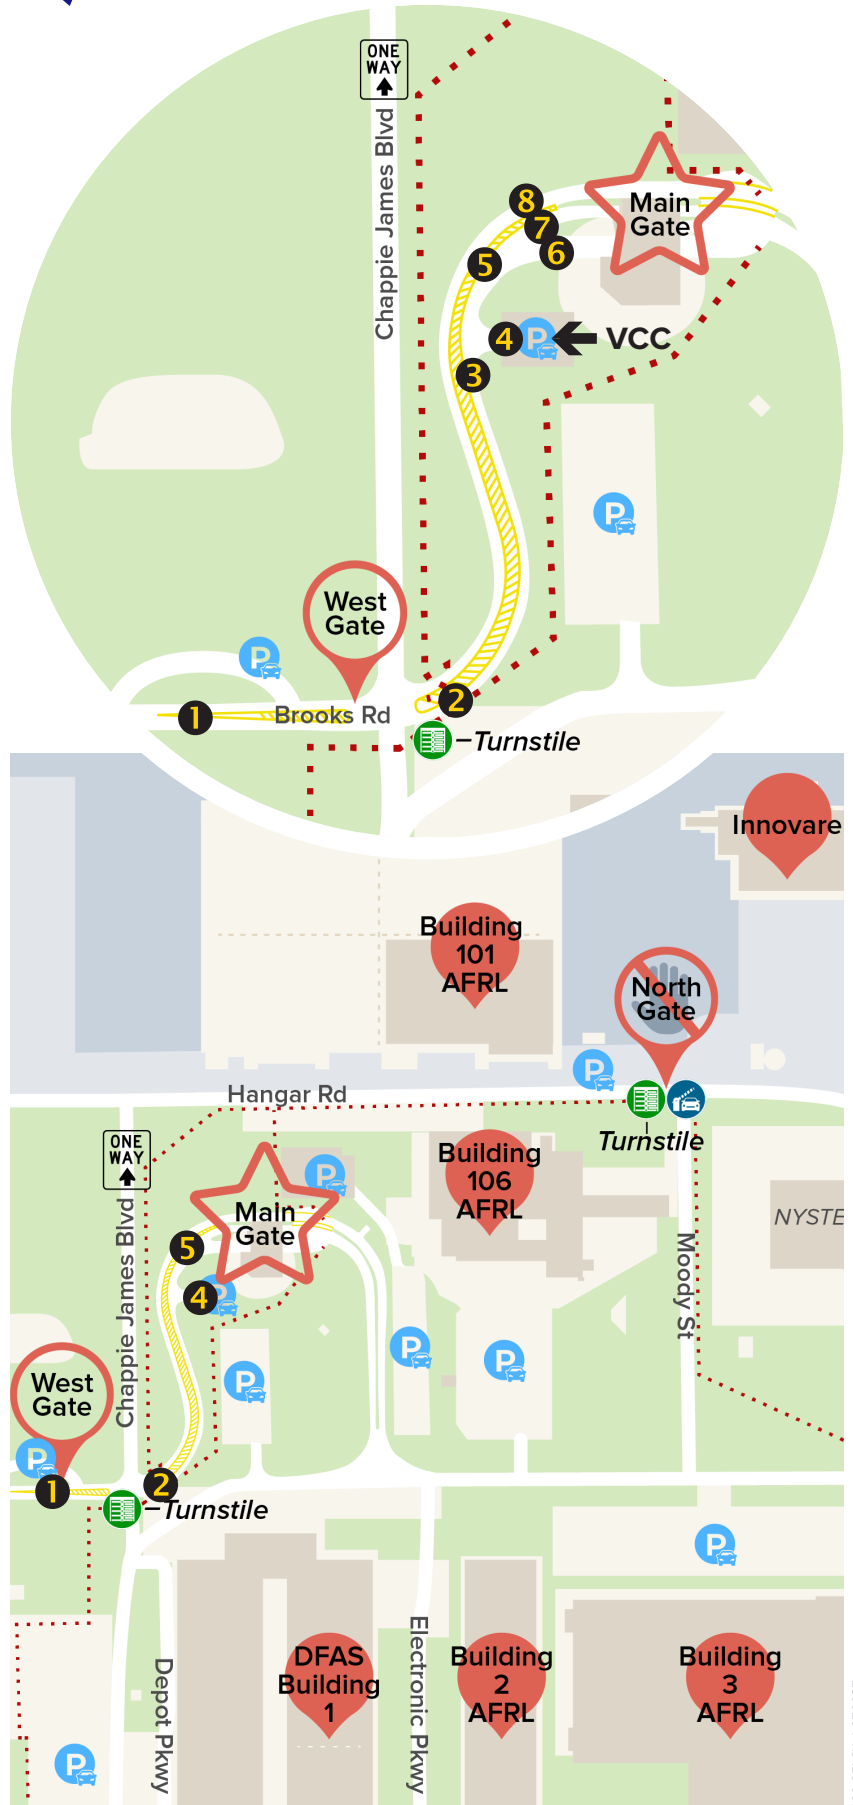 ONE
WAY
Chappie James Blvd
Main
Gate
8
7
6
5
4
P
VCC
3
P
West
Gate
P
2
1
Brooks Rd
Turnstile
Innovare
Building
101
AFRL
North
Gate
P
Hangar Rd
Turnstile
ONE
WAY
Building
106
AFRL
P
Main
Gate
Chappie James Blvd
NYSTE
5
Moody St
4
P
P
P
P
West
Gate
P
1
2
Turnstile
P
DFAS
Building
1
Electronic Pkwy
Building
2
AFRL
Building
3
AFRL
Depot Pkwy
P